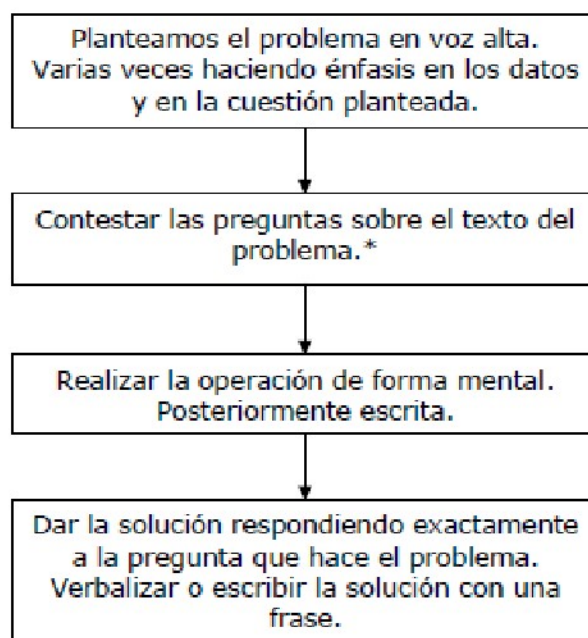 Planteamos el problema en voz alta.
Varias veces haciendo énfasis en los datos
y en la cuestión planteada.
Contestar las preguntas sobre el texto del
problema.*
Realizar la operación de forma mental.
Posteriormente escrita.
Dar la solución respondiendo exactamente
a la pregunta que hace el problema.
Verbalizar o escribir la solución con una
frase.